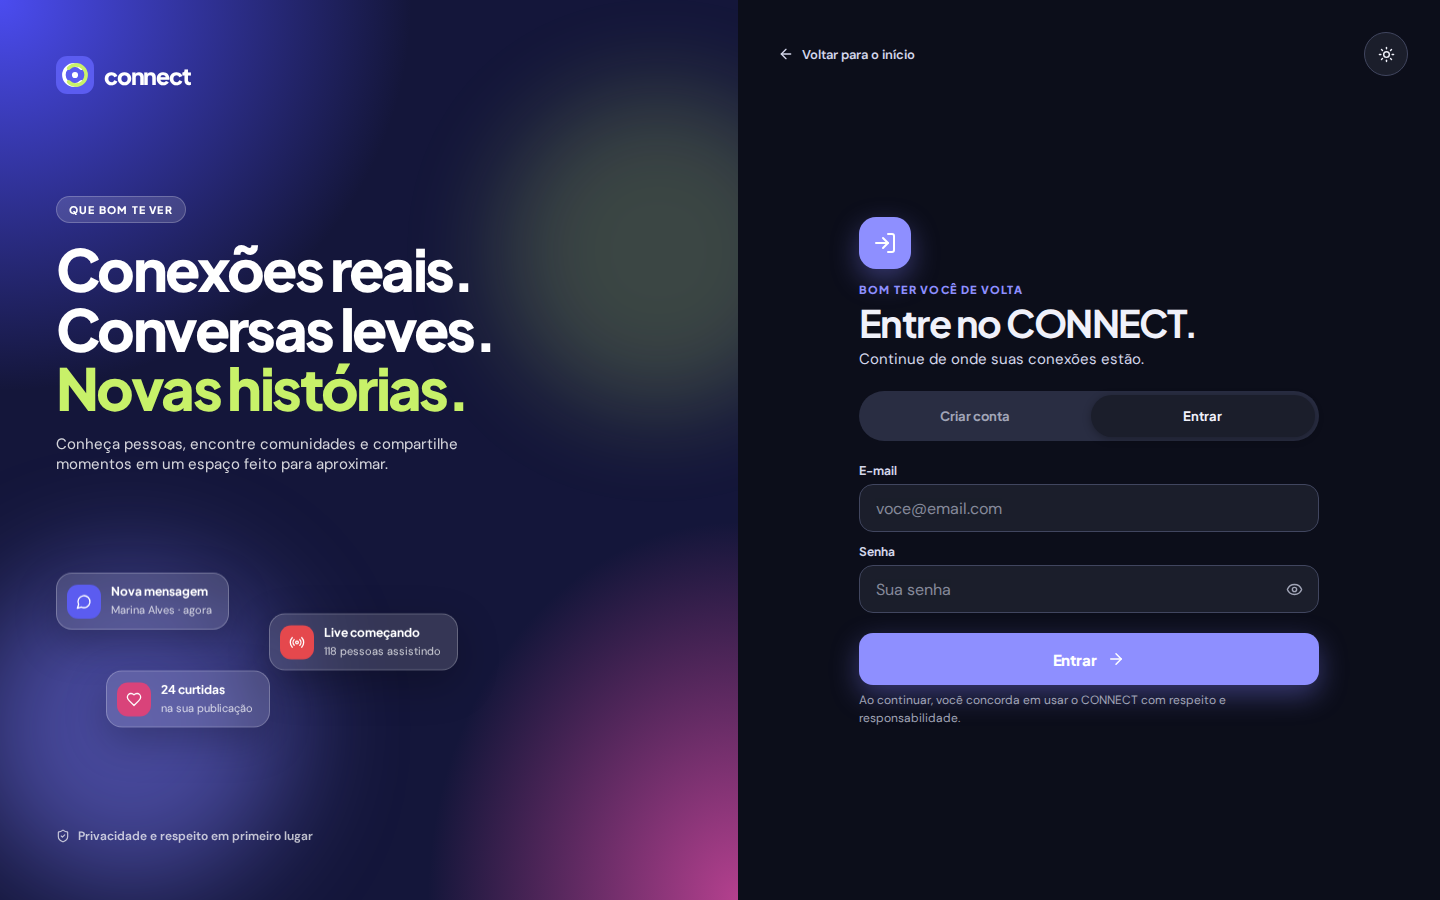 connect
QUE BOM TE VER
Conexões reais.
Conversas leves.
Novas histórias.
Conheça pessoas, encontre comunidades e compartilhe
momentos em um espaço feito para aproximar.
Nova mensagem
Marina Alves · agora
Live começando
118 pessoas assistindo
24 curtidas
na sua publicação
Privacidade e respeito em primeiro lugar
Voltar para o início
BOM TER VOCÊ DE VOLTA
Entre no CONNECT.
Continue de onde suas conexões estão.
Criar conta
Entrar
E-mail
voce@email.com
Senha
Sua senha
Entrar
Ao continuar, você concorda em usar o CONNECT com respeito e
responsabilidade.